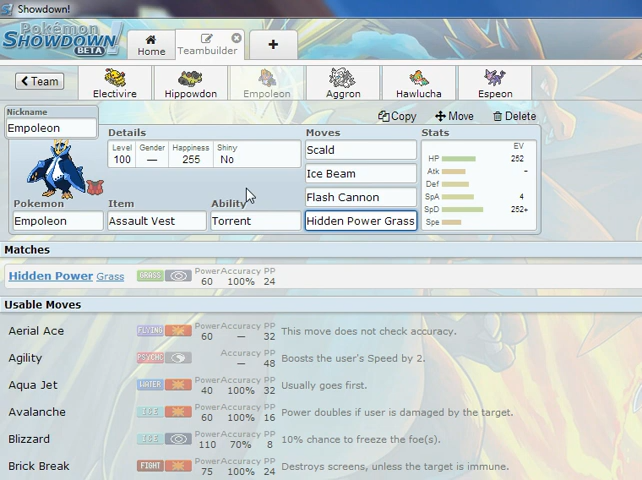 Showdown!
Pokémon
SHOWDOWN!
BETA
Home
Teambuilder
+
Team
Electivire
Hippowdon
Empoleon
Aggron
Hawlucha
Espeon
Copy
Move
Delete
Nickname
Empoleon
Details
Level Gender Happiness Shiny
100 — 255 No
Pokemon
Empoleon
Item
Assault Vest
Ability
Torrent
Moves
Scald
Ice Beam
Flash Cannon
Hidden Power Grass
Stats
EV
HP 252
Atk -
Def
SpA 4
SpD 252+
Spe
Matches
Hidden Power Grass GRASS Power 60 Accuracy 100% PP 24
Usable Moves
Aerial Ace FLYING Power 60 Accuracy — PP 32 This move does not check accuracy.
Agility PSYCHC Accuracy — PP 48 Boosts the user's Speed by 2.
Aqua Jet WATER Power 40 Accuracy 100% PP 32 Usually goes first.
Avalanche ICE Power 60 Accuracy 100% PP 16 Power doubles if user is damaged by the target.
Blizzard ICE Power 110 Accuracy 70% PP 8 10% chance to freeze the foe(s).
Brick Break FIGHT Power 75 Accuracy 100% PP 24 Destroys screens, unless the target is immune.